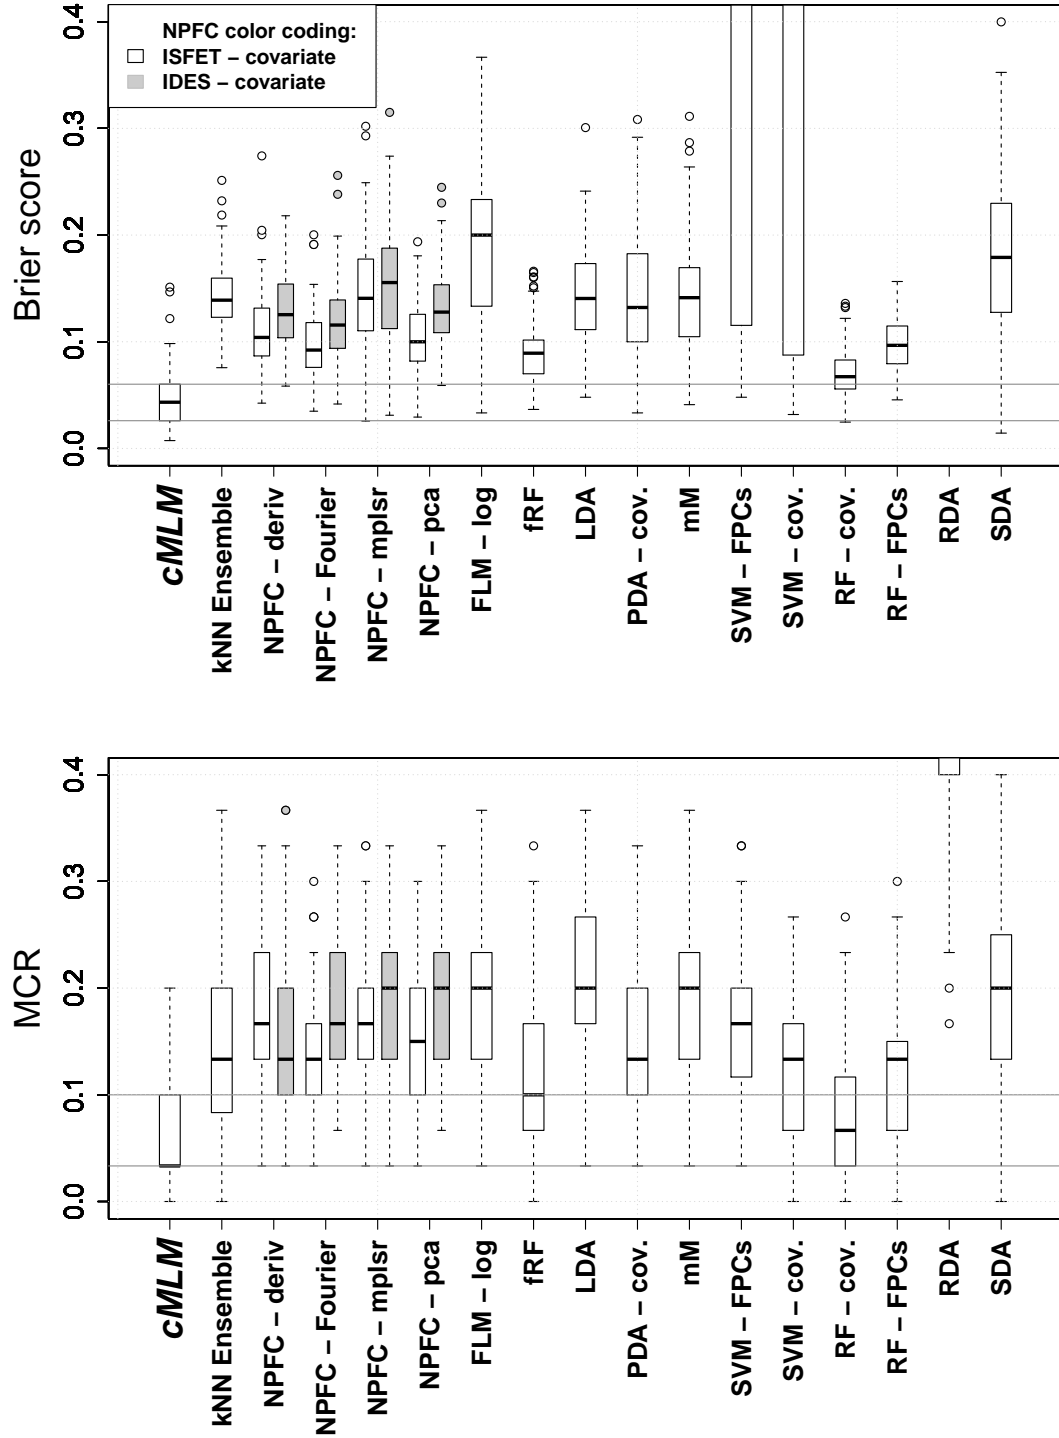 NPFC color coding:
ISFET – covariate
IDES – covariate
Brier score
0.4
0.3
0.2
0.1
0.0
cMLM
kNN Ensemble
NPFC – deriv
NPFC – Fourier
NPFC – mplsr
NPFC – pca
FLM – log
fRF
LDA
PDA – cov.
mM
SVM – FPCs
SVM – cov.
RF – cov.
RF – FPCs
RDA
SDA
MCR
0.4
0.3
0.2
0.1
0.0
cMLM
kNN Ensemble
NPFC – deriv
NPFC – Fourier
NPFC – mplsr
NPFC – pca
FLM – log
fRF
LDA
PDA – cov.
mM
SVM – FPCs
SVM – cov.
RF – cov.
RF – FPCs
RDA
SDA